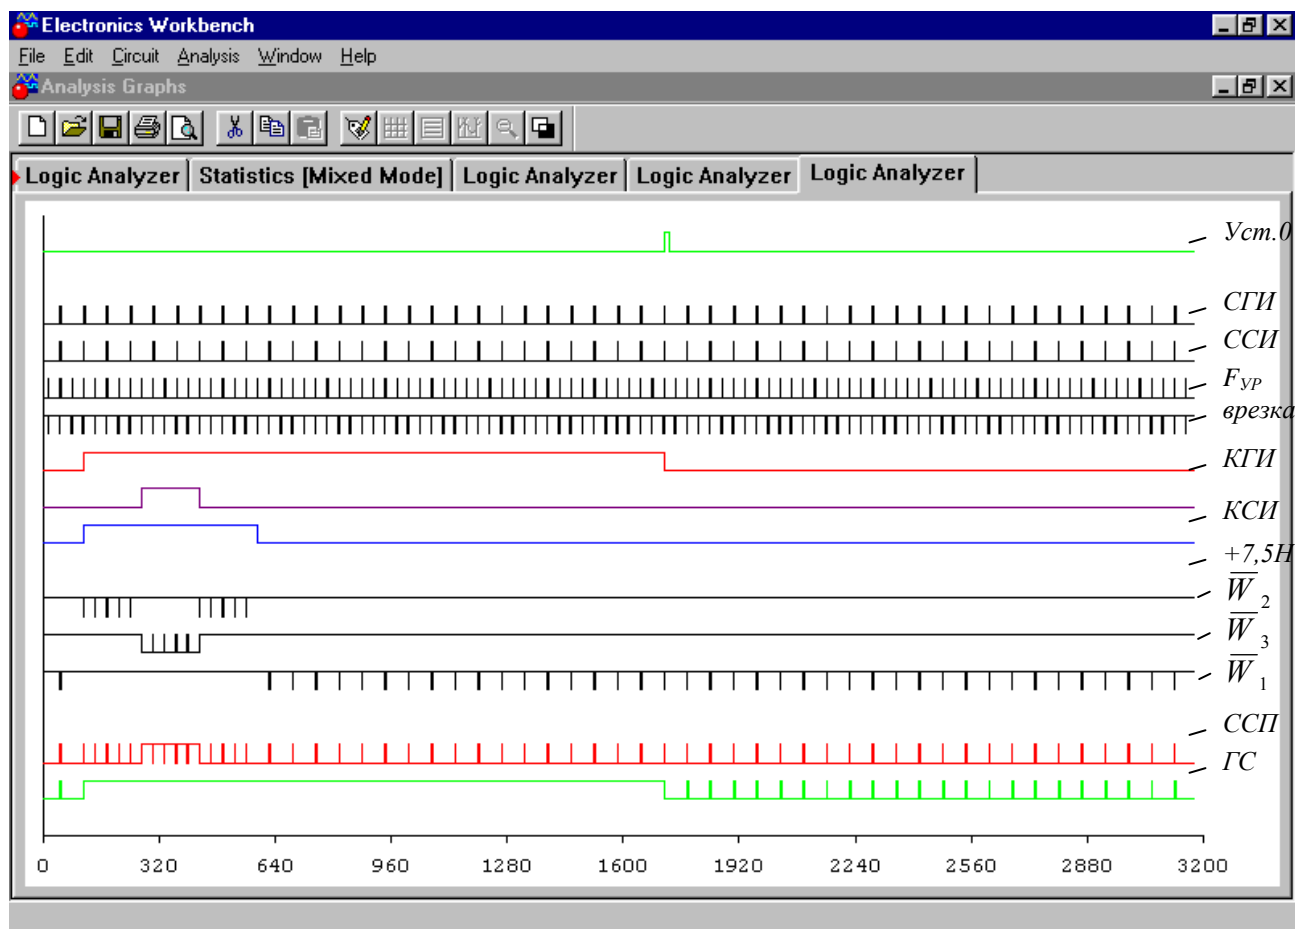 Electronics Workbench
File Edit Circuit Analysis Window Help
Analysis Graphs
Logic Analyzer Statistics [Mixed Mode] Logic Analyzer Logic Analyzer Logic Analyzer
Уст.0
СГИ
ССИ
FУР
врезка
КГИ
КСИ
+7,5Н
W̅2
W̅3
W̅1
ССП
ГС
0 320 640 960 1280 1600 1920 2240 2560 2880 3200